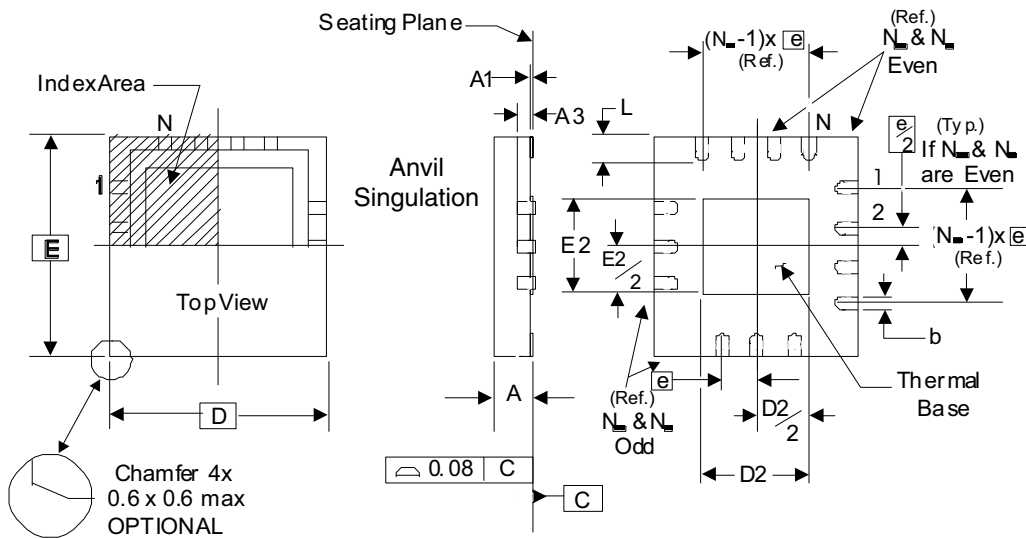 Seating Plane
(Ref.)
N & N
Even
(N -1)x e
(Ref.)
Index Area
A1
A3
L
N
N
e/2
(Typ.)
If N & N
are Even
1
1
2
Anvil
Singulation
E
E2
E2/2
(N -1)x e
(Ref.)
Top View
b
e
Thermal
Base
(Ref.)
N & N
Odd
A
D
D2/2
D2
Chamfer 4x
0.6 x 0.6 max
OPTIONAL
0.08 C
C